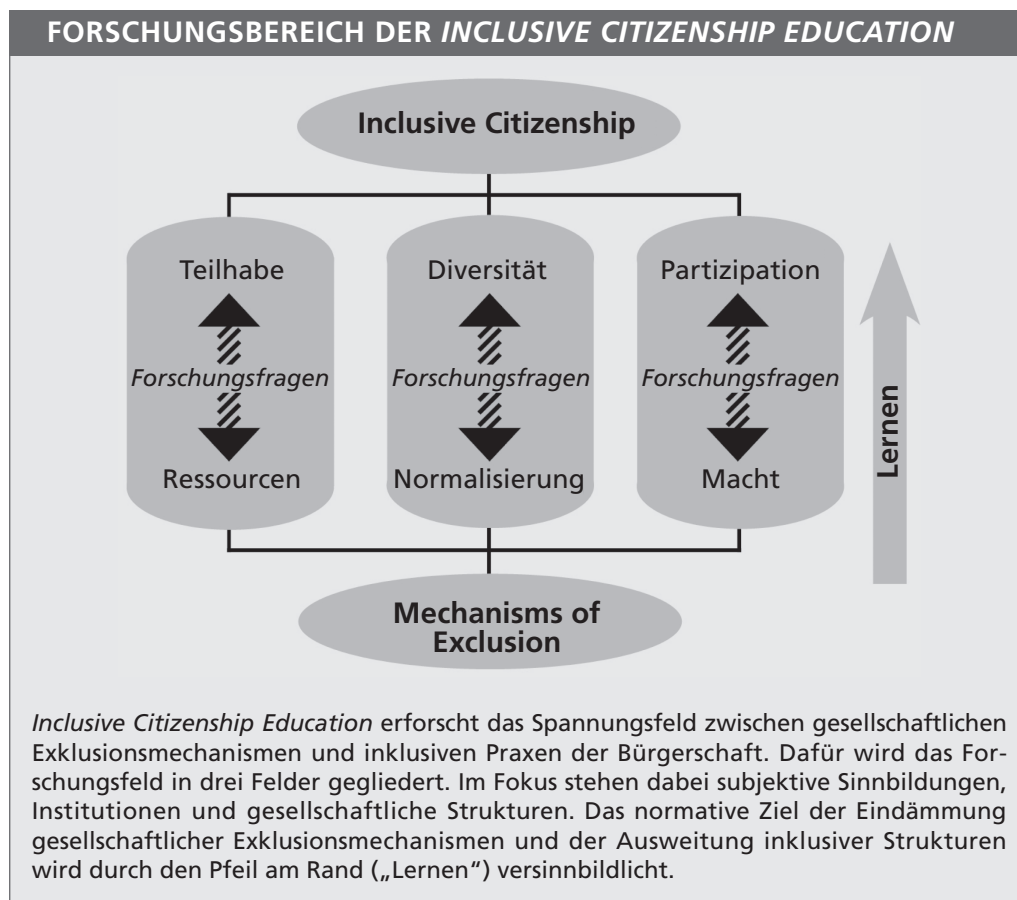 FORSCHUNGSBEREICH DER INCLUSIVE CITIZENSHIP EDUCATION
Inclusive Citizenship
Teilhabe
Diversität
Partizipation
Forschungsfragen
Forschungsfragen
Forschungsfragen
Ressourcen
Normalisierung
Macht
Lernen
Mechanisms of
Exclusion
Inclusive Citizenship Education erforscht das Spannungsfeld zwischen gesellschaftlichen
Exklusionsmechanismen und inklusiven Praxen der Bürgerschaft. Dafür wird das For-
schungsfeld in drei Felder gegliedert. Im Fokus stehen dabei subjektive Sinnbildungen,
Institutionen und gesellschaftliche Strukturen. Das normative Ziel der Eindämmung
gesellschaftlicher Exklusionsmechanismen und der Ausweitung inklusiver Strukturen
wird durch den Pfeil am Rand („Lernen“) versinnbildlicht.